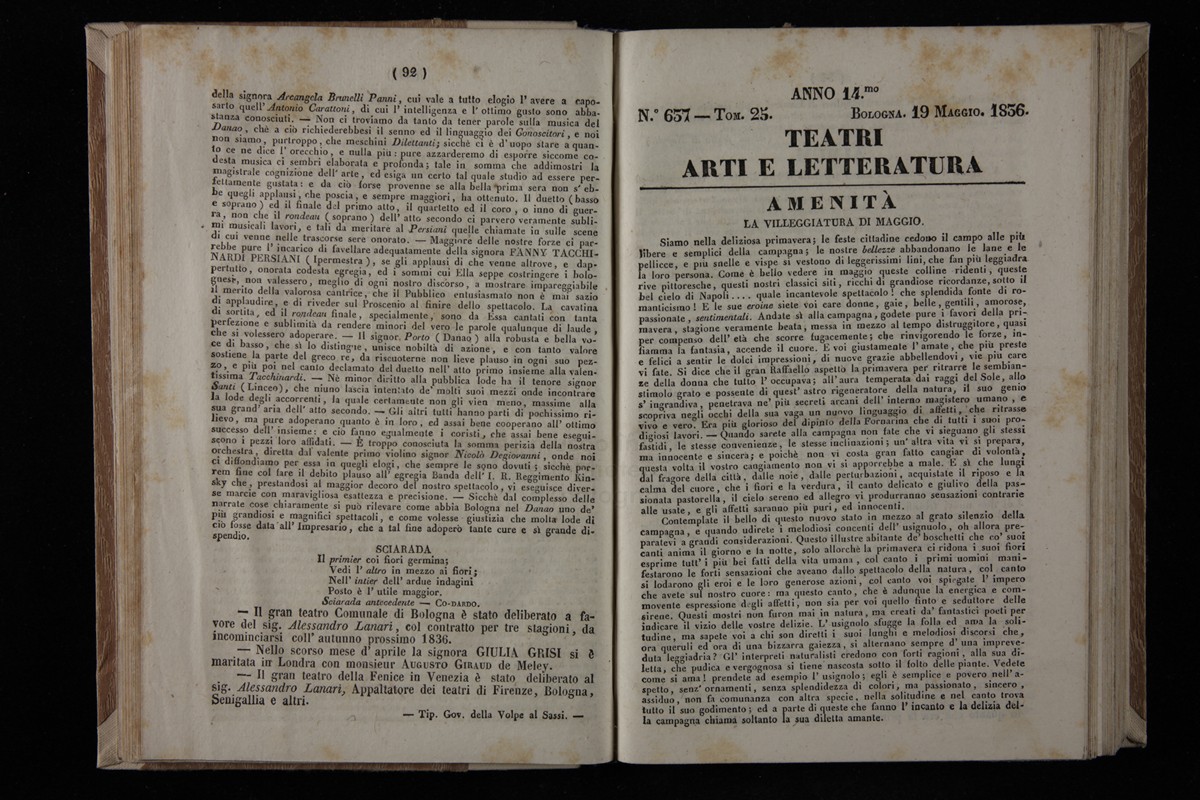 ( 92 )
della signora Arcangela Brunelli Panni, cui vale a tutto elogio l' avere a capo-
sarto quell' Antonio Carattoni, di cui l' intelligenza e l' ottimo gusto sono abba-
stanza conosciuti. — Non ci troviamo da tanto da tener parole sulla musica del
Danao, chè a ciò richiederebbesi il senno ed il linguaggio dei Conoscitori, e noi
non siamo, purtroppo, che meschini Dilettanti; sicchè ci è d' uopo stare a quan-
to ce ne dice l' orecchio, e nulla più: pure azzarderemo di esporre siccome co-
desta musica ci sembri elaborata e profonda; tale in somma che addimostri la
magistrale cognizione dell' arte, ed esiga un certo tal quale studio ad essere per-
fettamente gustata: e da ciò forse provenne se alla bella prima sera non s' eb-
be quegli applausi, che poscia, e sempre maggiori, ha ottenuto. Il duetto (basso
e soprano) ed il finale del primo atto, il quartetto ed il coro, o inno di guer-
ra, non che il rondeau (soprano) dell' atto secondo ci parvero veramente subli-
mi musicali lavori, e tali da meritare al Persiani quelle chiamate in sulle scene
di cui venne nelle trascorse sere onorato. — Maggiore delle nostre forze ci par-
rebbe pure l' incarico di favellare adequatamente della signora FANNY TACCHI-
NARDI PERSIANI (Ipermestra), se gli applausi di che venne altrove, e dap-
pertutto, onorata codesta egregia, ed i sommi cui Ella seppe costringere i bolo-
gnesi, non valessero, meglio di ogni nostro discorso, a mostrare impareggiabile
il merito della valorosa cantrice, che il Pubblico entusiasmato non è mai sazio
di applaudire, e di riveder sul Proscenio al finire dello spettacolo. La cavatina
di sortita, ed il rondeau finale, specialmente, sono da Essa cantati con tanta
perfezione e sublimità da rendere minori del vero le parole qualunque di laude,
che si volessero adoperare. — Il signor. Porto (Danao) alla robusta e bella vo-
ce di basso, che sì lo distingue, unisce nobiltà di azione, e con tanto valore
sostiene la parte del greco re, da riscuoterne non lieve plauso in ogni suo pez-
zo, e più poi nel canto declamato del duetto nell' atto primo insieme alla valen-
tissima Tacchinardi. — Nè minor diritto alla pubblica lode ha il tenore signor
Santi (Linceo), che niuno lascia intentato de' molti suoi mezzi onde incontrare
la lode degli accorrenti, la quale certamente non gli vien meno, massime alla
sua grand' aria dell' atto secondo. — Gli altri tutti hanno parti di pochissimo ri-
lievo, ma pure adoperano quanto è in loro, ed assai bene cooperano all' ottimo
successo dell' insieme: e ciò fanno egualmente i coristi, che assai bene esegui-
scono i pezzi loro affidati. — È troppo conosciuta la somma perizia della nostra
orchestra, diretta dal valente primo violino signor Nicolò Degiovanni, onde noi
ci diffondiamo per essa in quegli elogi, che sempre le sono dovuti; sicchè por-
rem fine col fare il debito plauso all' egregia Banda dell' I. R. Reggimento Kin-
sky che, prestandosi al maggior decoro del nostro spettacolo, vi eseguisce diver-
se marcie con maravigliosa esattezza e precisione. — Sicchè dal complesso delle
narrate cose chiaramente si può rilevare come abbia Bologna nel Danao uno de'
più grandiosi e magnifici spettacoli, e come volesse giustizia che molta lode di
ciò fosse data all' Impresario, che a tal fine adoperò tante cure e sì grande di-
spendio.
SCIARADA
Il primier coi fiori germina;
Vedi l' altro in mezzo ai fiori;
Nell' intier dell' ardue indagini
Posto è l' utile maggior.
Sciarada antecedente — Co-dardo.
— Il gran teatro Comunale di Bologna è stato deliberato a fa-
vore del sig. Alessandro Lanari, col contratto per tre stagioni, da
incominciarsi coll' autunno prossimo 1836.
— Nello scorso mese d' aprile la signora GIULIA GRISI si è
maritata in Londra con monsieur Augusto Giraud de Meley.
— Il gran teatro della Fenice in Venezia è stato deliberato al
sig. Alessandro Lanari, Appaltatore dei teatri di Firenze, Bologna,
Senigallia e altri.
— Tip. Gov. della Volpe al Sassi. —
ANNO 14.mo
N.° 637 — Tom. 25. Bologna. 19 Maggio. 1836.
TEATRI
ARTI E LETTERATURA
AMENITÀ
LA VILLEGGIATURA DI MAGGIO.
Siamo nella deliziosa primavera; le feste cittadine cedono il campo alle più
libere e semplici della campagna; le nostre bellezze abbandonato le lane e le
pellicce, e più snelle e vispe si vestono di leggerissimi lini, che fan più leggiadra
la loro persona. Come è bello vedere in maggio queste colline ridenti, queste
rive pittoresche, questi nostri classici siti, ricchi di grandiose ricordanze, sotto il
bel cielo di Napoli.... quale incantevole spettacolo! che splendida fonte di ro-
manticismo! E le sue eroine siete voi care donne, gaie, belle, gentili, amorose,
passionate, sentimentali. Andate sì alla campagna, godete pure i favori della pri-
mavera, stagione veramente beata, messa in mezzo al tempo distruggitore, quasi
per compenso dell' età che scorre fugacemente; che rinvigorendo le forze, in-
fiamma la fantasia, accende il cuore. E voi giustamente l' amate, che più preste
e felici a sentir le dolci impressioni, di nuove grazie abbellendovi, vie più care
vi fate. Si dice che il gran Raffaello aspettò la primavera per ritrarre le sembian-
ze della donna che tutto l' occupava; all' aura temperata dai raggi del Sole, allo
stimolo grato e possente di quest' astro rigeneratore della natura, il suo genio
s' ingrandiva, penetrava ne' più secreti arcani dell' interno magistero umano, e
scopriva negli occhi della sua vaga un nuovo linguaggio di affetti, che ritrasse
vivo e vero. Era più glorioso del dipinto della Fornarina che di tutti i suoi pro-
digiosi lavori. — Quando sarete alla campagna non fate che vi sieguano gli stessi
fastidi, le stesse convenienze, le stesse inclinazioni; un' altra vita vi si prepara,
ma innocente e sincera; e poichè non vi costa gran fatto cangiar di volontà,
questa volta il vostro cangiamento non vi si apporrebbe a male. E sì che lungi
dal fragore della città, dalle noie, dalle perturbazioni, acquistate il riposo e la
calma del cuore, che i fiori e la verdura, il canto delicato e giulivo della pas-
sionata pastorella, il cielo sereno ed allegro vi produrranno sensazioni contrarie
alle usate, e gli affetti saranno più puri, ed innocenti.
Contemplate il bello di questo nuovo stato in mezzo al grato silenzio della
campagna, e quando udirete i melodiosi concenti dell' usignuolo, oh allora pre-
paratevi a grandi considerazioni. Questo illustre abitante de' boschetti che co' suoi
canti anima il giorno e la notte, solo allorchè la primavera ci ridona i suoi fiori
esprime tutt' i più bei fatti della vita umana, col canto i primi uomini mani-
festarono le forti sensazioni che aveano dallo spettacolo della natura, col canto
si lodarono gli eroi e le loro generose azioni, col canto voi spiegate l' impero
che avete sul nostro cuore: ma questo canto, che è adunque la energica e com-
movente espressione degli affetti, non sia per voi quello finto e seduttore delle
sirene. Questi mostri non furon mai in natura, ma creati da' fantastici poeti per
indicare il vizio delle vostre delizie. L' usignolo sfugge la folla ed ama la soli-
tudine, ma sapete voi a chi son diretti i suoi lunghi e melodiosi discorsi che,
ora queruli ed ora di una bizzarra gaiezza, si alternano sempre d' una impreve-
duta leggiadria? Gl' interpreti naturalisti credono con forti ragioni, alla sua di-
letta, che pudica e vergognosa si tiene nascosta sotto il folto delle piante. Vedete
come si ama! prendete ad esempio l' usignolo; egli è semplice e povero nell' a-
spetto, senz' ornamenti, senza splendidezza di colori, ma passionato, sincero,
assiduo, non fa comunanza con altra specie, nella solitudine e nel canto trova
tutto il suo godimento; ed a parte di queste che fanno l' incanto e la delizia del-
la campagna chiama soltanto la sua diletta amante.